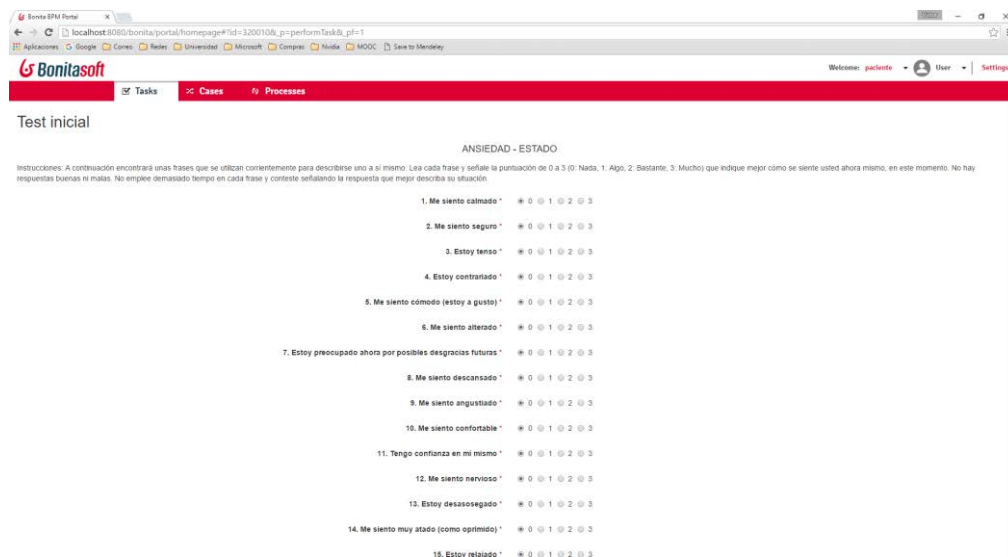 Bonita BPM Portal
localhost:8080/bonita/portal/homepage#?id=320010&_p=performTask&_pf=1
Aplicaciones Google Correo Redes Universidad Microsoft Compras Nvidia MOOC Save to Mendeley
Bonitasoft
Welcome: paciente User Settings
Tasks Cases Processes
Test inicial
ANSIEDAD - ESTADO
Instrucciones: A continuación encontrará unas frases que se utilizan corrientemente para describirse uno a sí mismo. Lea cada frase y señale la puntuación de 0 a 3 (0: Nada, 1: Algo, 2: Bastante, 3: Mucho) que indique mejor cómo se siente usted ahora mismo, en este momento. No hay
respuestas buenas ni malas. No emplee demasiado tiempo en cada frase y conteste señalando la respuesta que mejor describa su situación.
1. Me siento calmado * 0 1 2 3
2. Me siento seguro * 0 1 2 3
3. Estoy tenso * 0 1 2 3
4. Estoy contrariado * 0 1 2 3
5. Me siento cómodo (estoy a gusto) * 0 1 2 3
6. Me siento alterado * 0 1 2 3
7. Estoy preocupado ahora por posibles desgracias futuras * 0 1 2 3
8. Me siento descansado * 0 1 2 3
9. Me siento angustiado * 0 1 2 3
10. Me siento confortable * 0 1 2 3
11. Tengo confianza en mí mismo * 0 1 2 3
12. Me siento nervioso * 0 1 2 3
13. Estoy desasosegado * 0 1 2 3
14. Me siento muy atado (como oprimido) * 0 1 2 3
15. Estoy relajado * 0 1 2 3